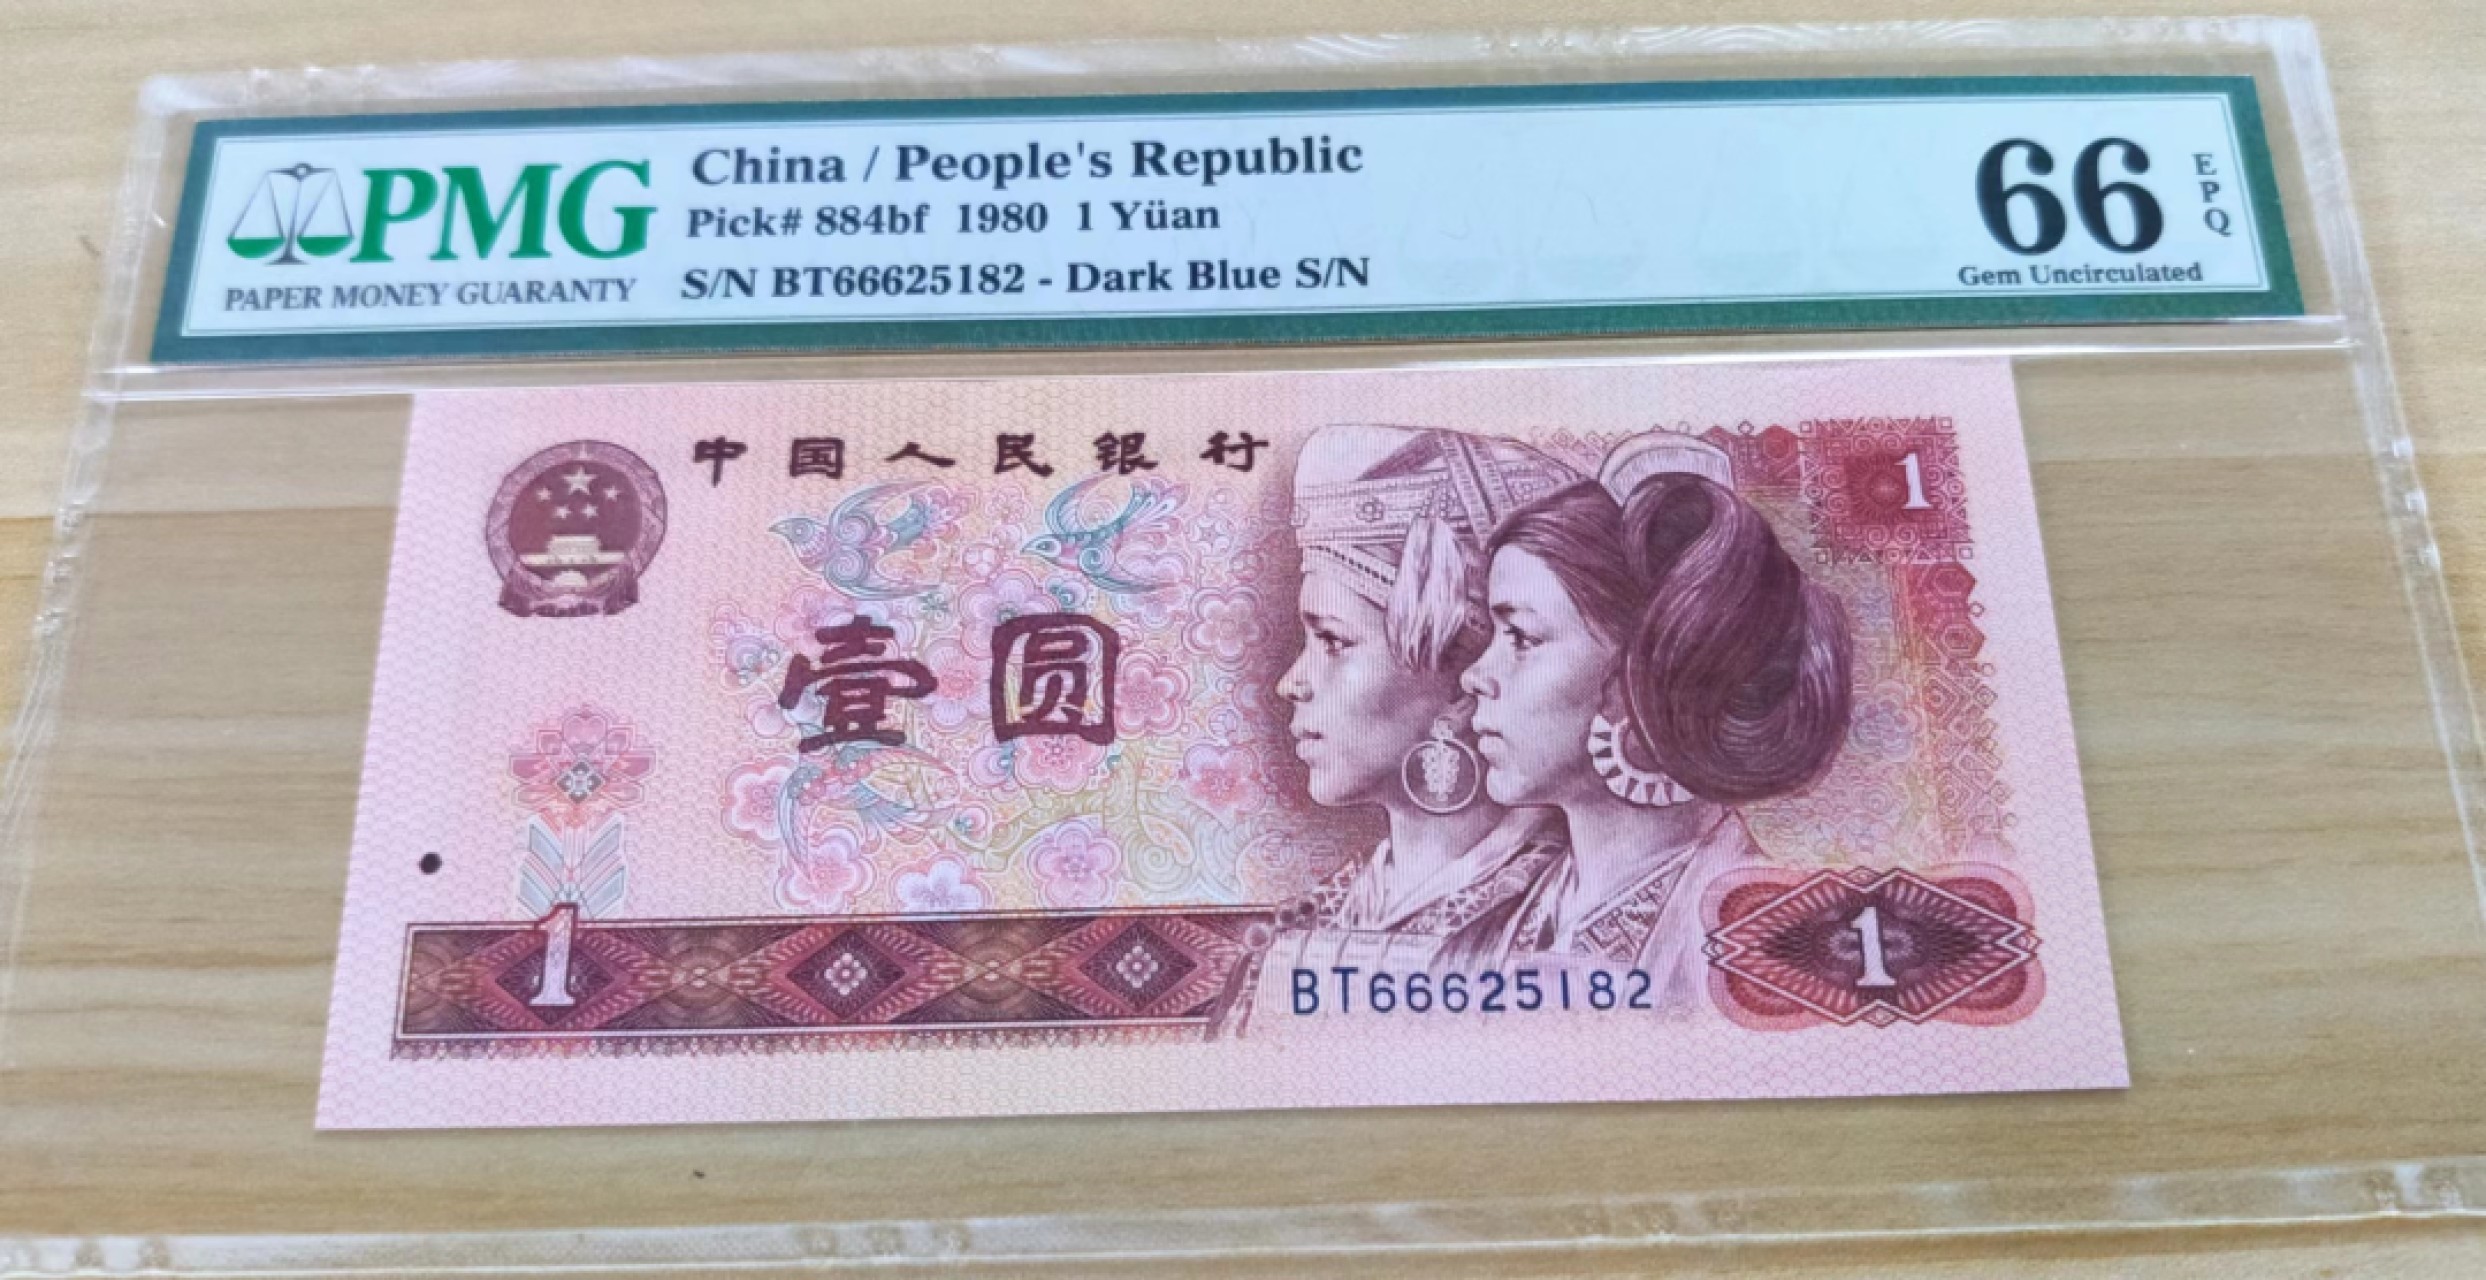 PMG
PAPER MONEY GUARANTY
China / People's Republic
Pick# 884bf 1980 1 Yüan
S/N BT66625182 - Dark Blue S/N
66
EPQ
Gem Uncirculated
中国人民银行
1
壹圆
1
BT66625182
1